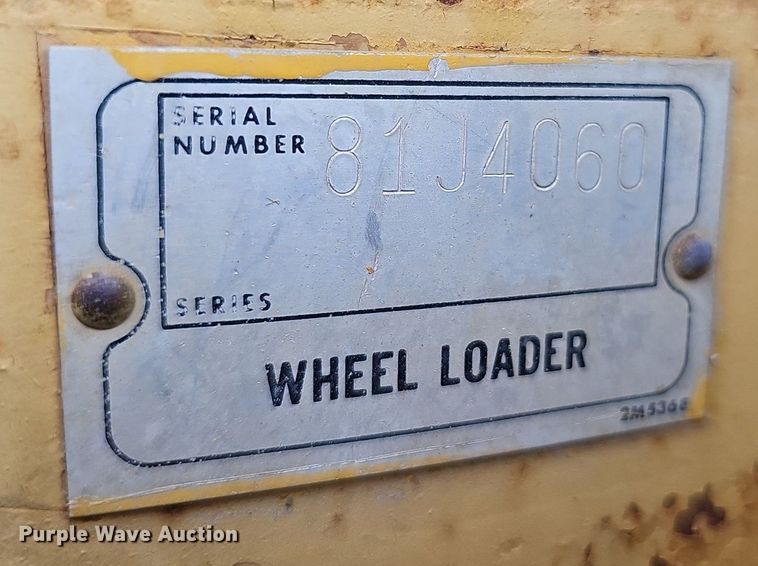 SERIAL
NUMBER 81J4060
SERIES
WHEEL LOADER
2M5368
Purple Wave Auction